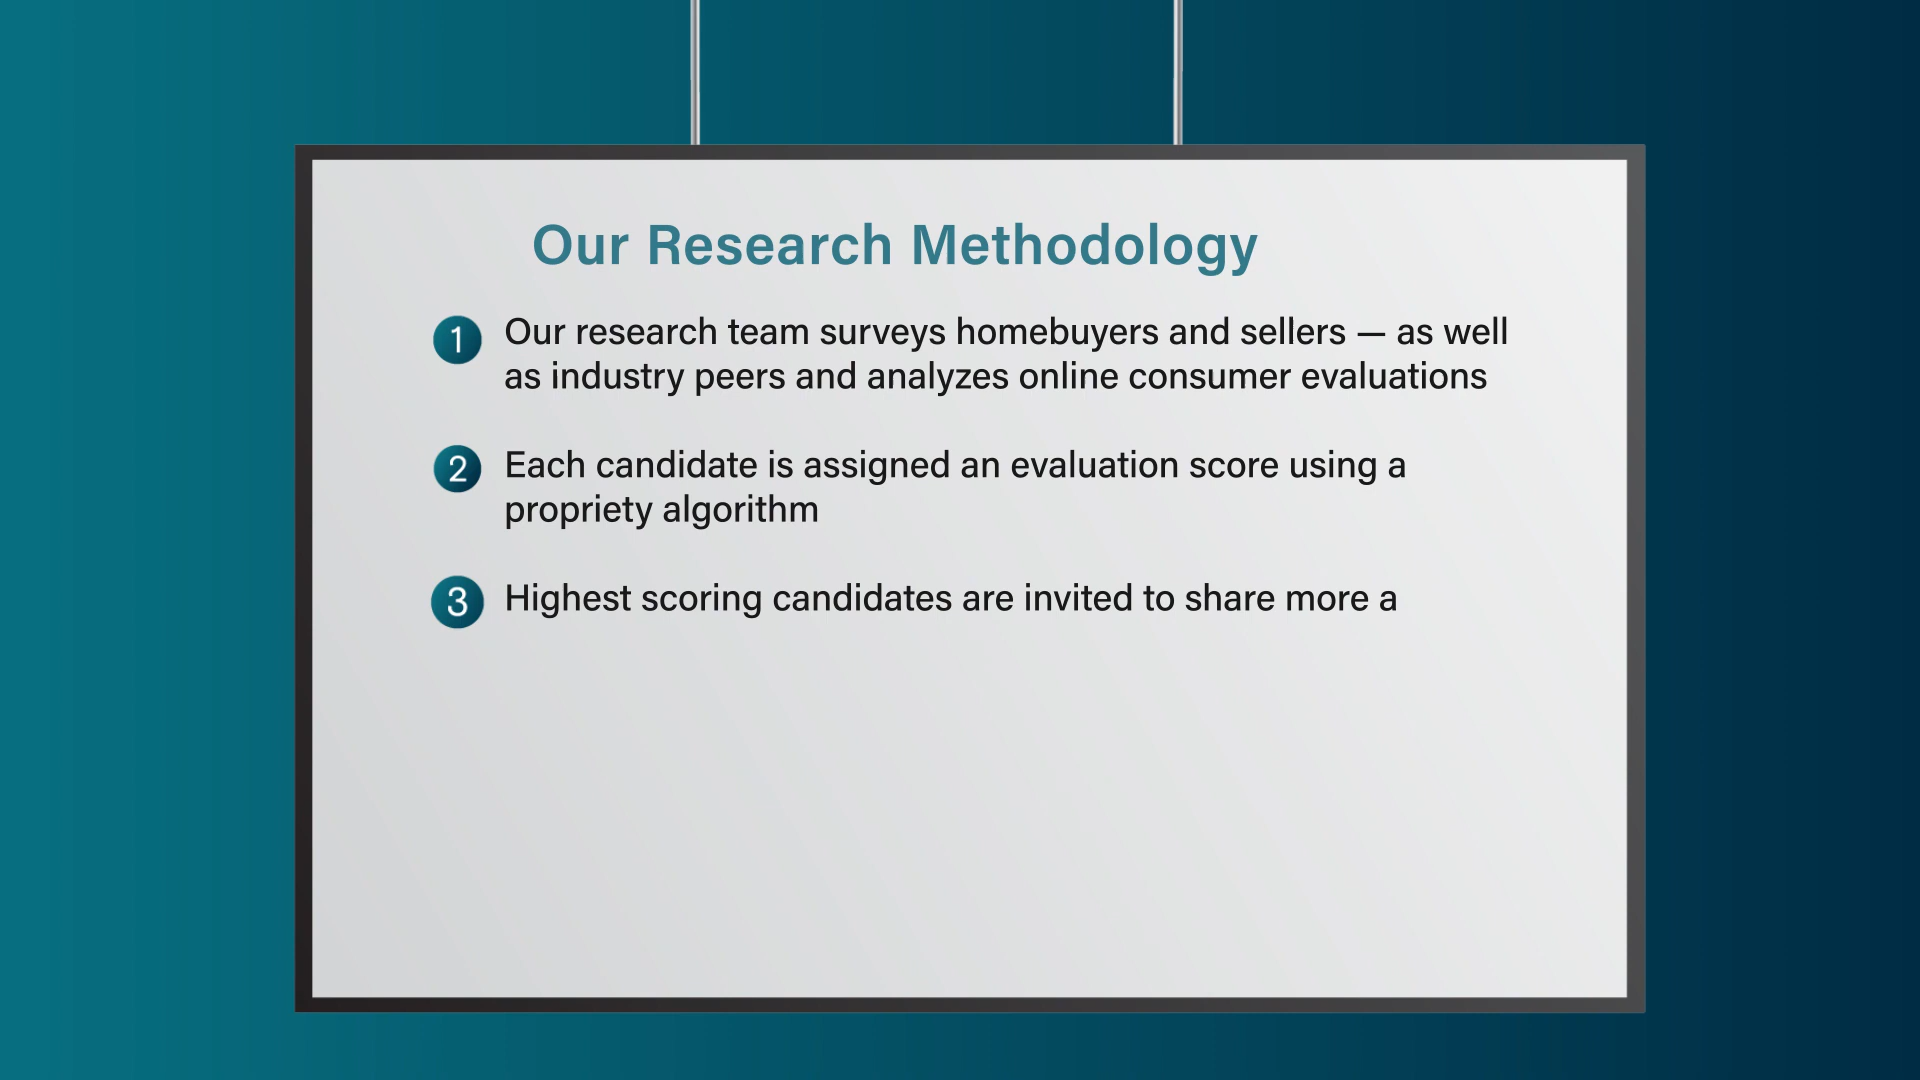 Our Research Methodology
1 Our research team surveys homebuyers and sellers — as well
as industry peers and analyzes online consumer evaluations
2 Each candidate is assigned an evaluation score using a
propriety algorithm
3 Highest scoring candidates are invited to share more a